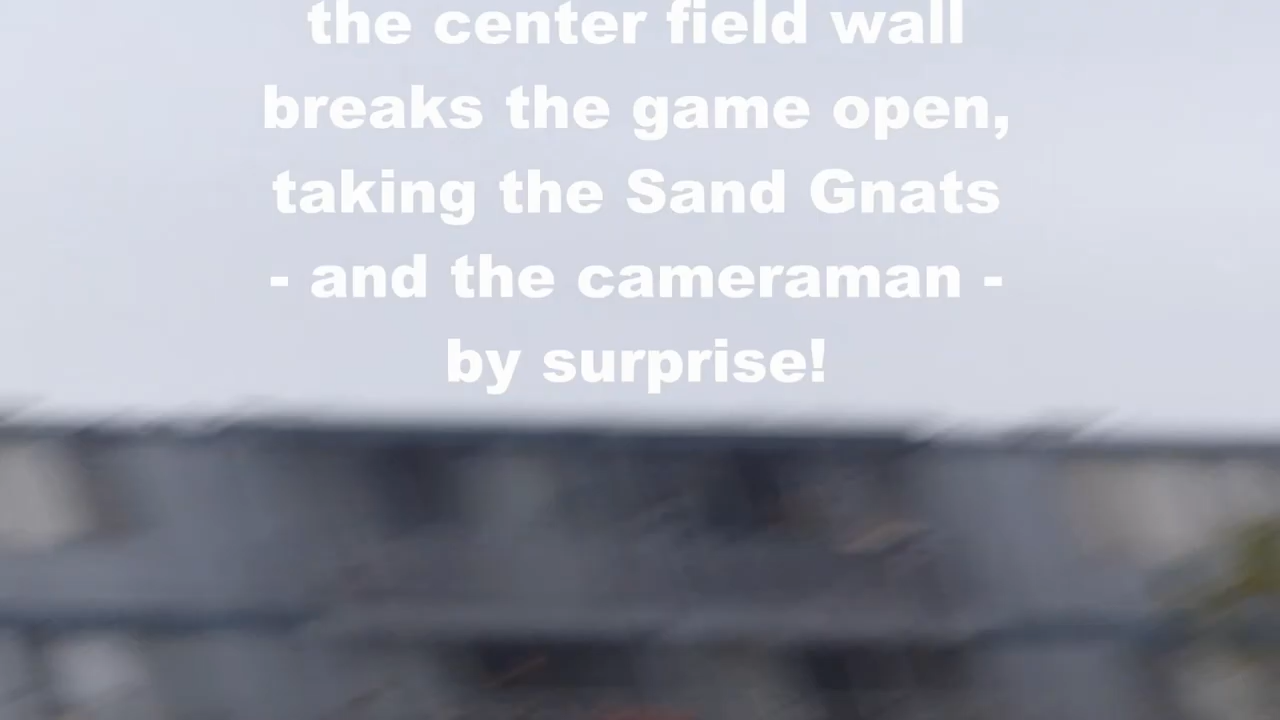 the center field wall
breaks the game open,
taking the Sand Gnats
- and the cameraman -
by surprise!